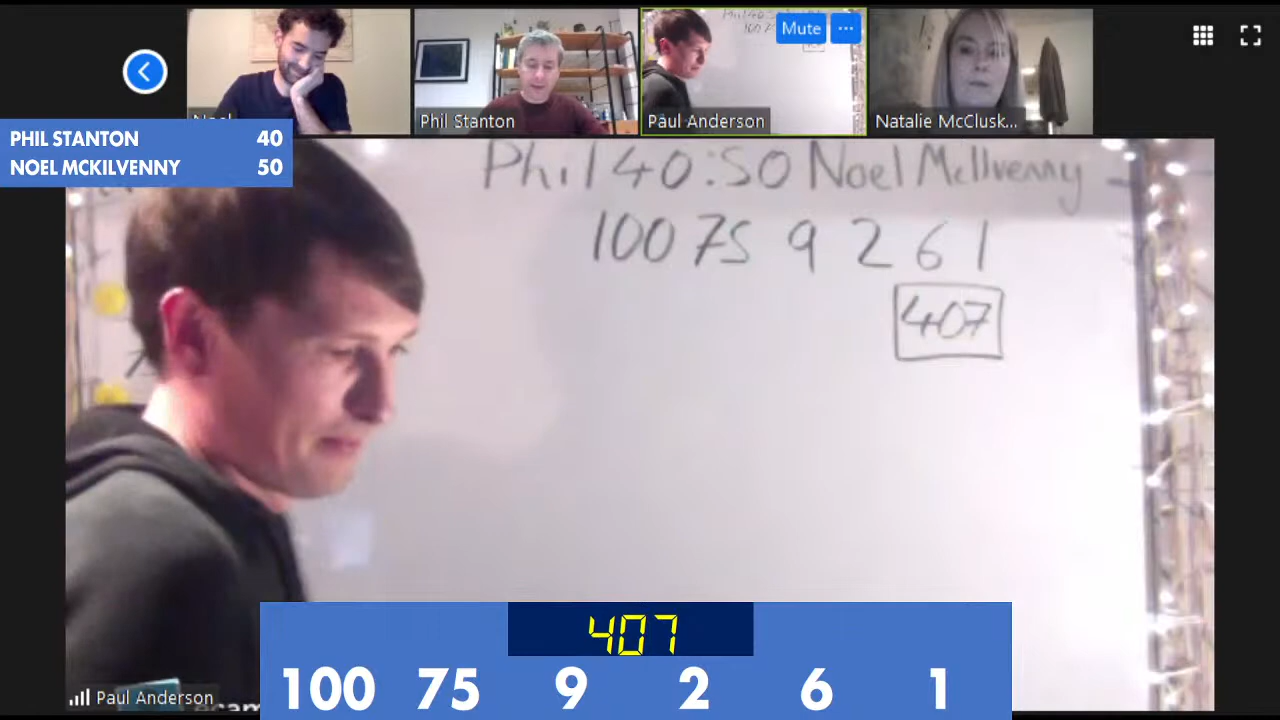 Mute
Phil Stanton
Paul Anderson
Natalie McClusk...
PHIL STANTON 40
NOEL MCKILVENNY 50
Phil 40:50 Noel McIlvenny
100 75 9 2 6 1
407
407
100 75 9 2 6 1
Paul Anderson